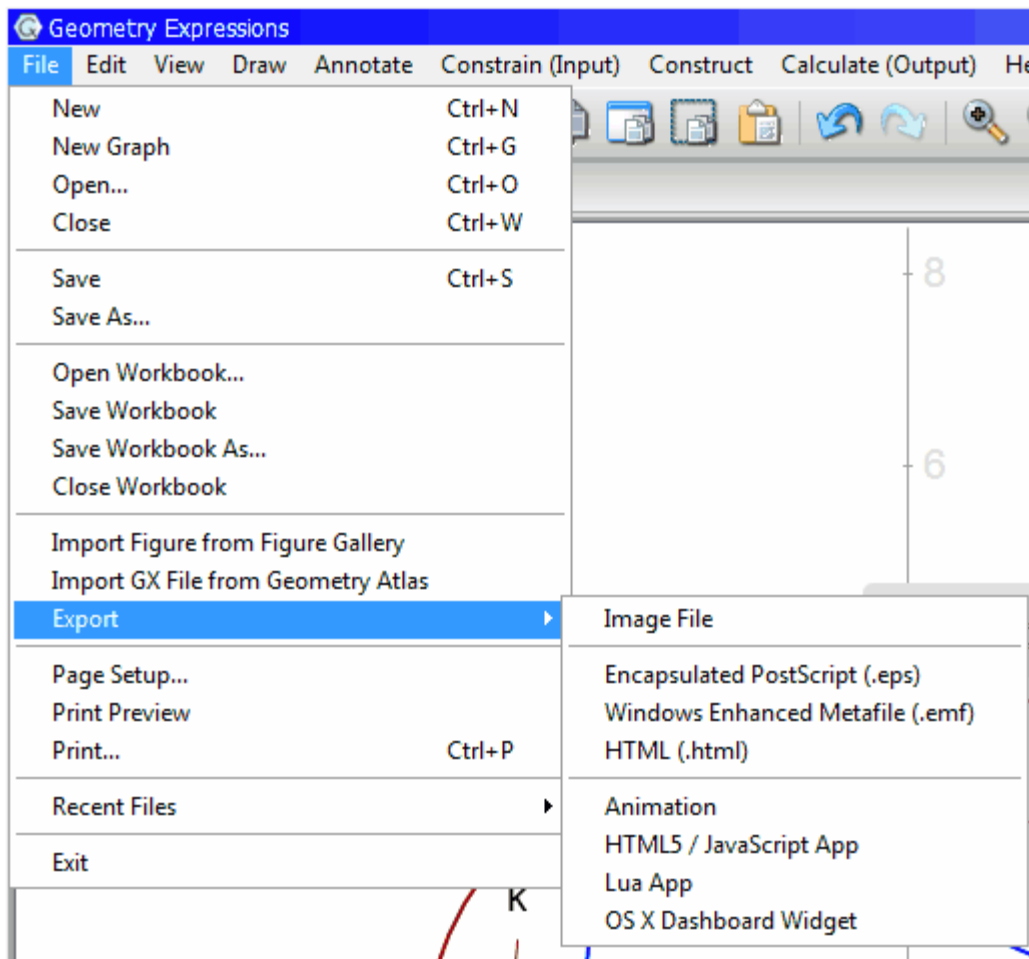 Geometry Expressions
File Edit View Draw Annotate Constrain (Input) Construct Calculate (Output)
New Ctrl+N
New Graph Ctrl+G
Open... Ctrl+O
Close Ctrl+W
Save Ctrl+S
Save As...
Open Workbook...
Save Workbook
Save Workbook As...
Close Workbook
Import Figure from Figure Gallery
Import GX File from Geometry Atlas
Export
Page Setup...
Print Preview
Print... Ctrl+P
Recent Files
Exit
Image File
Encapsulated PostScript (.eps)
Windows Enhanced Metafile (.emf)
HTML (.html)
Animation
HTML5 / JavaScript App
Lua App
OS X Dashboard Widget
8
6
K